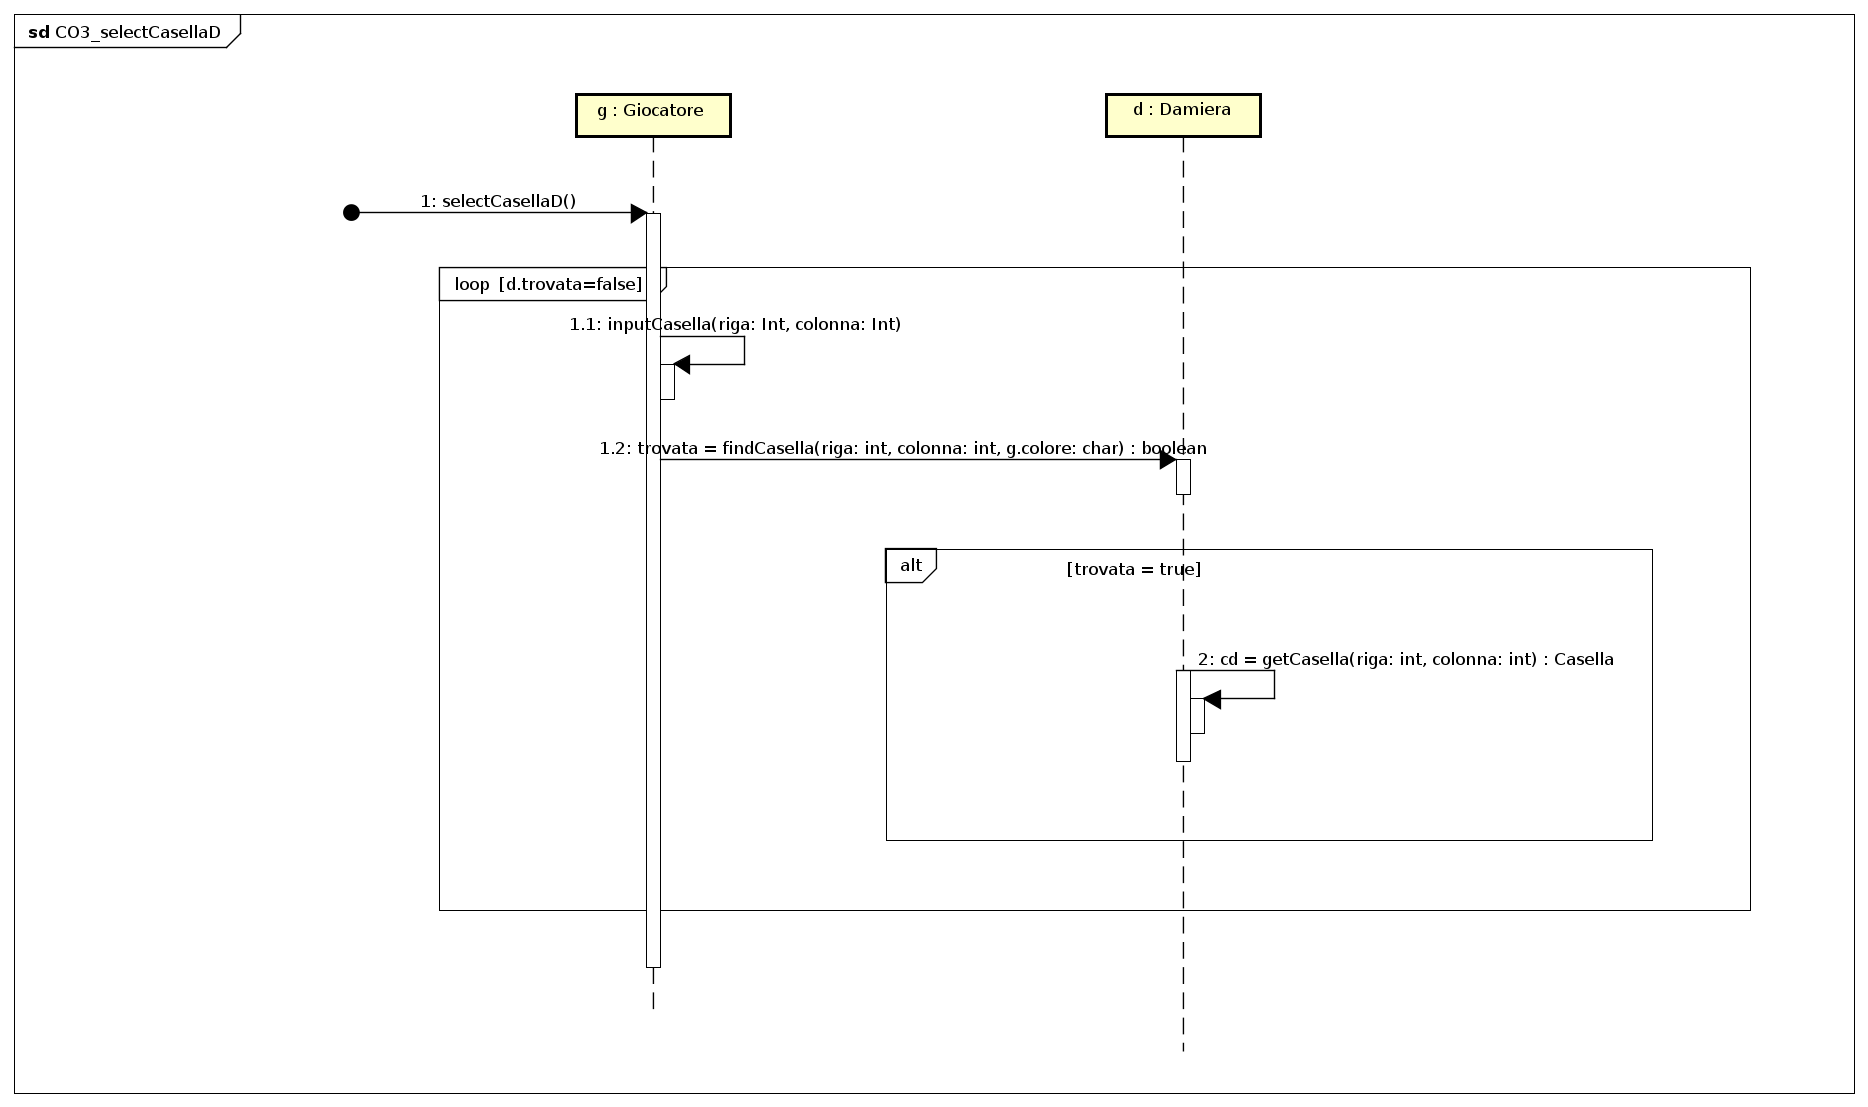 sd CO3_selectCasellaD
g : Giocatore
d : Damiera
1: selectCasellaD()
loop [d.trovata=false]
1.1: inputCasella(riga: Int, colonna: Int)
1.2: trovata = findCasella(riga: int, colonna: int, g.colore: char) : boolean
alt
[trovata = true]
2: cd = getCasella(riga: int, colonna: int) : Casella